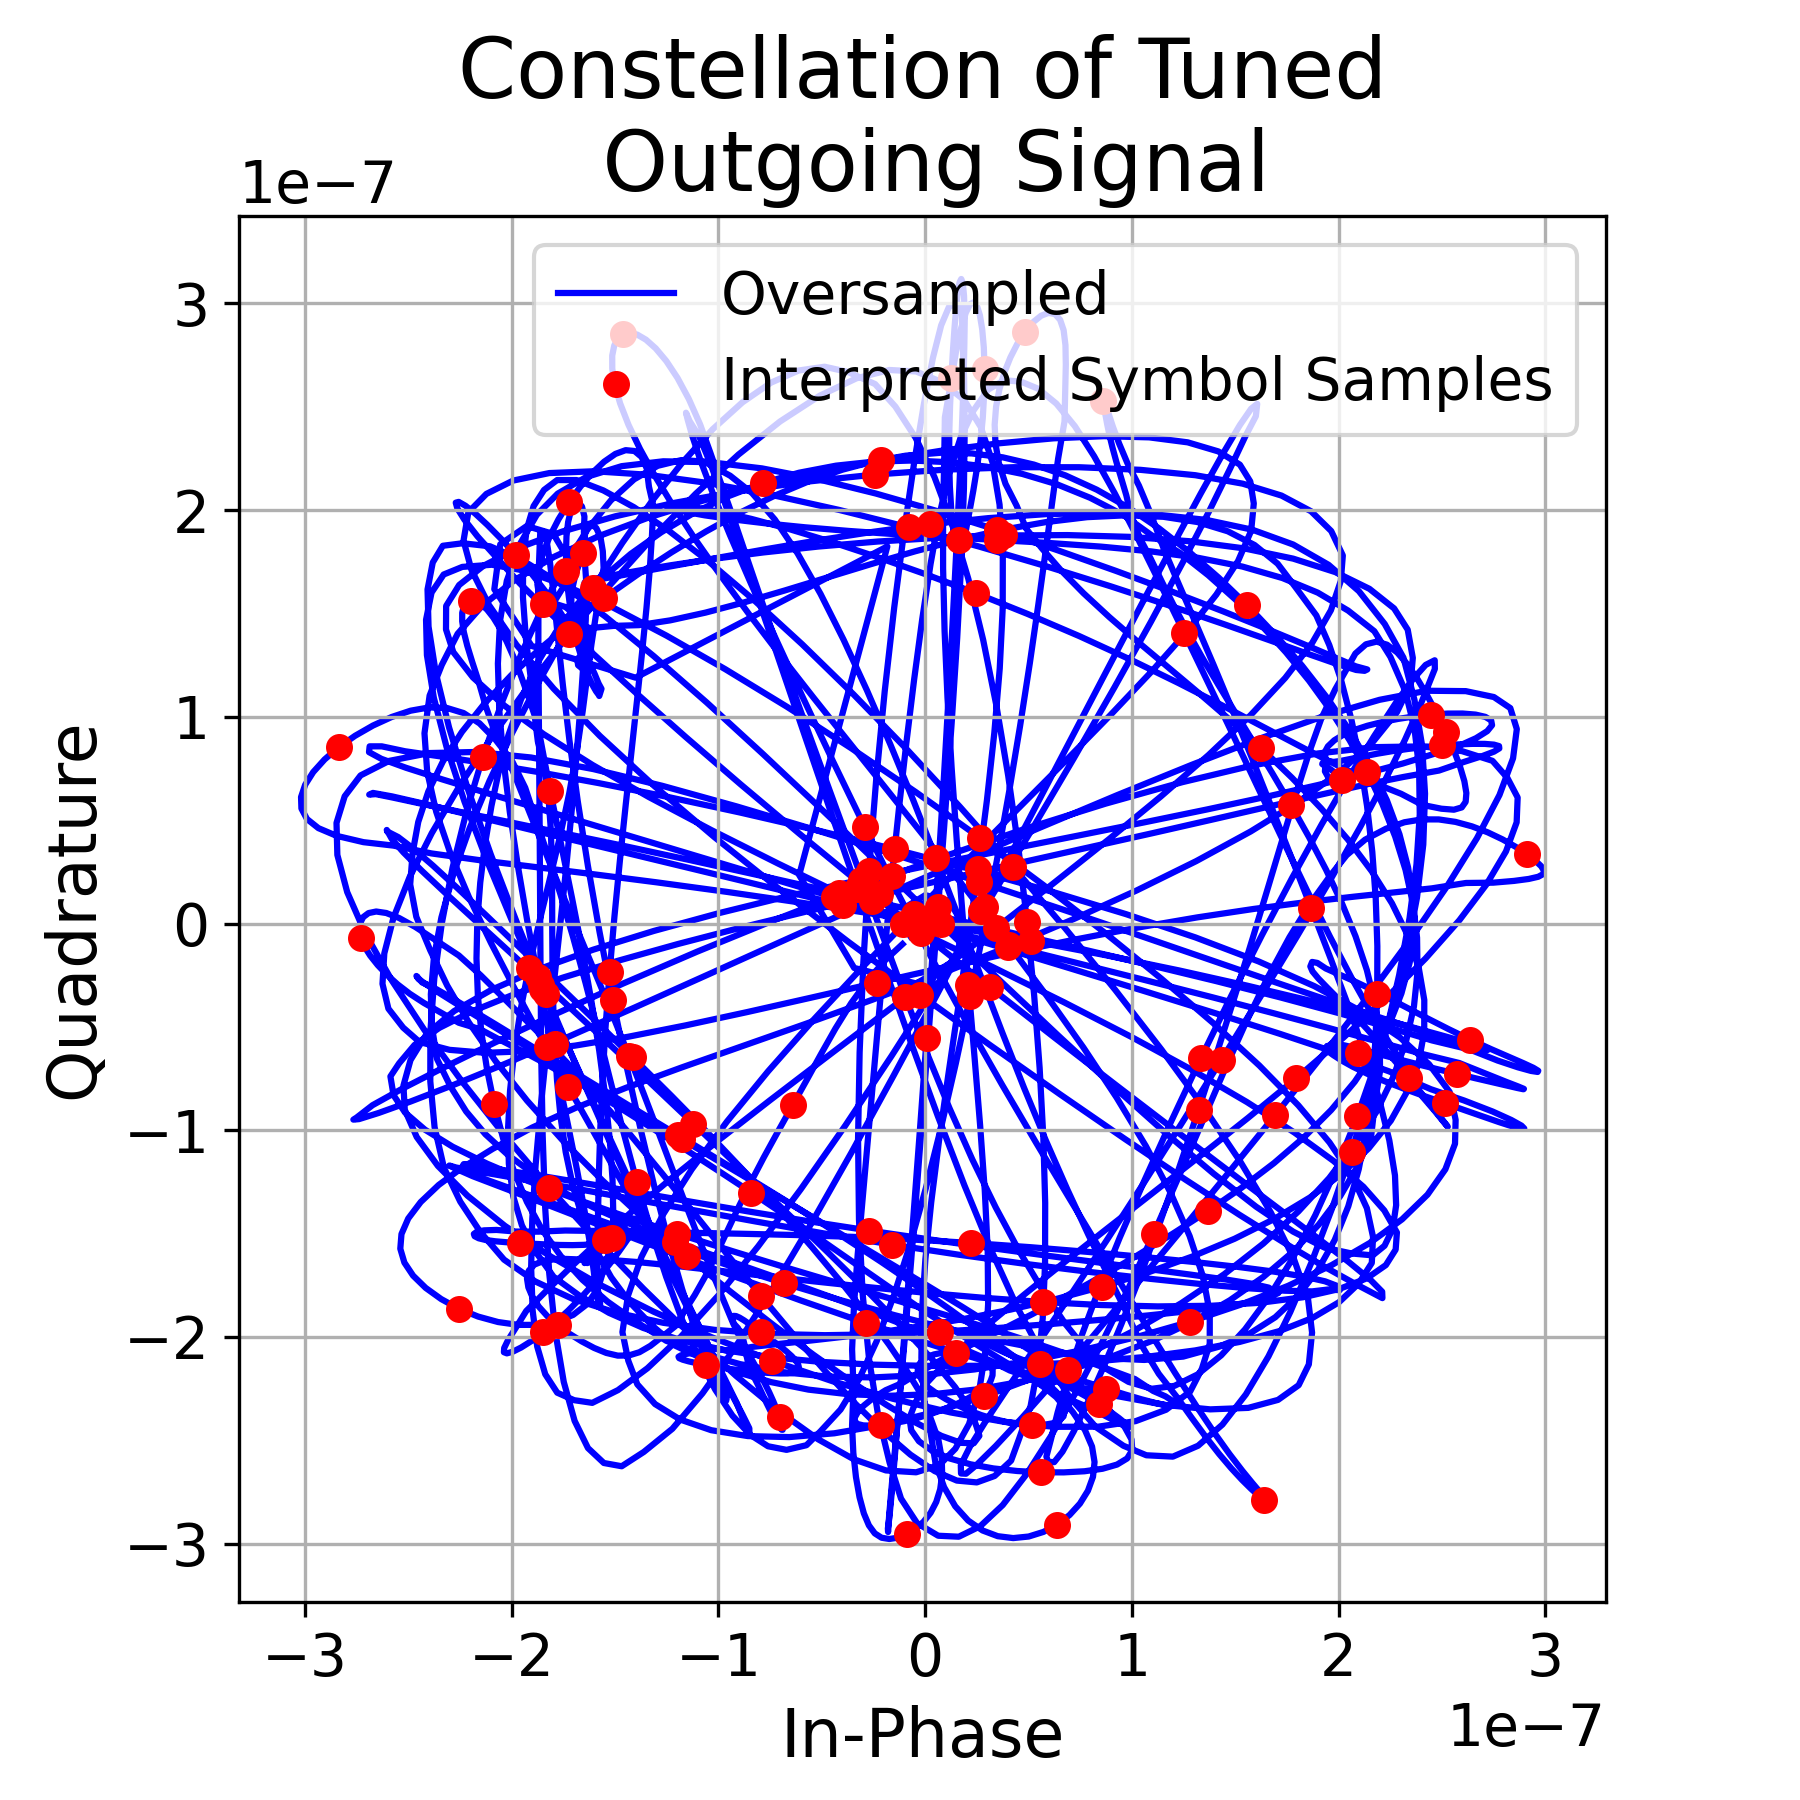 Constellation of Tuned
Outgoing Signal
1e−7
Oversampled
Interpreted Symbol Samples
3
2
1
0
−1
−2
−3
Quadrature
−3 −2 −1 0 1 2 3
1e−7
In-Phase